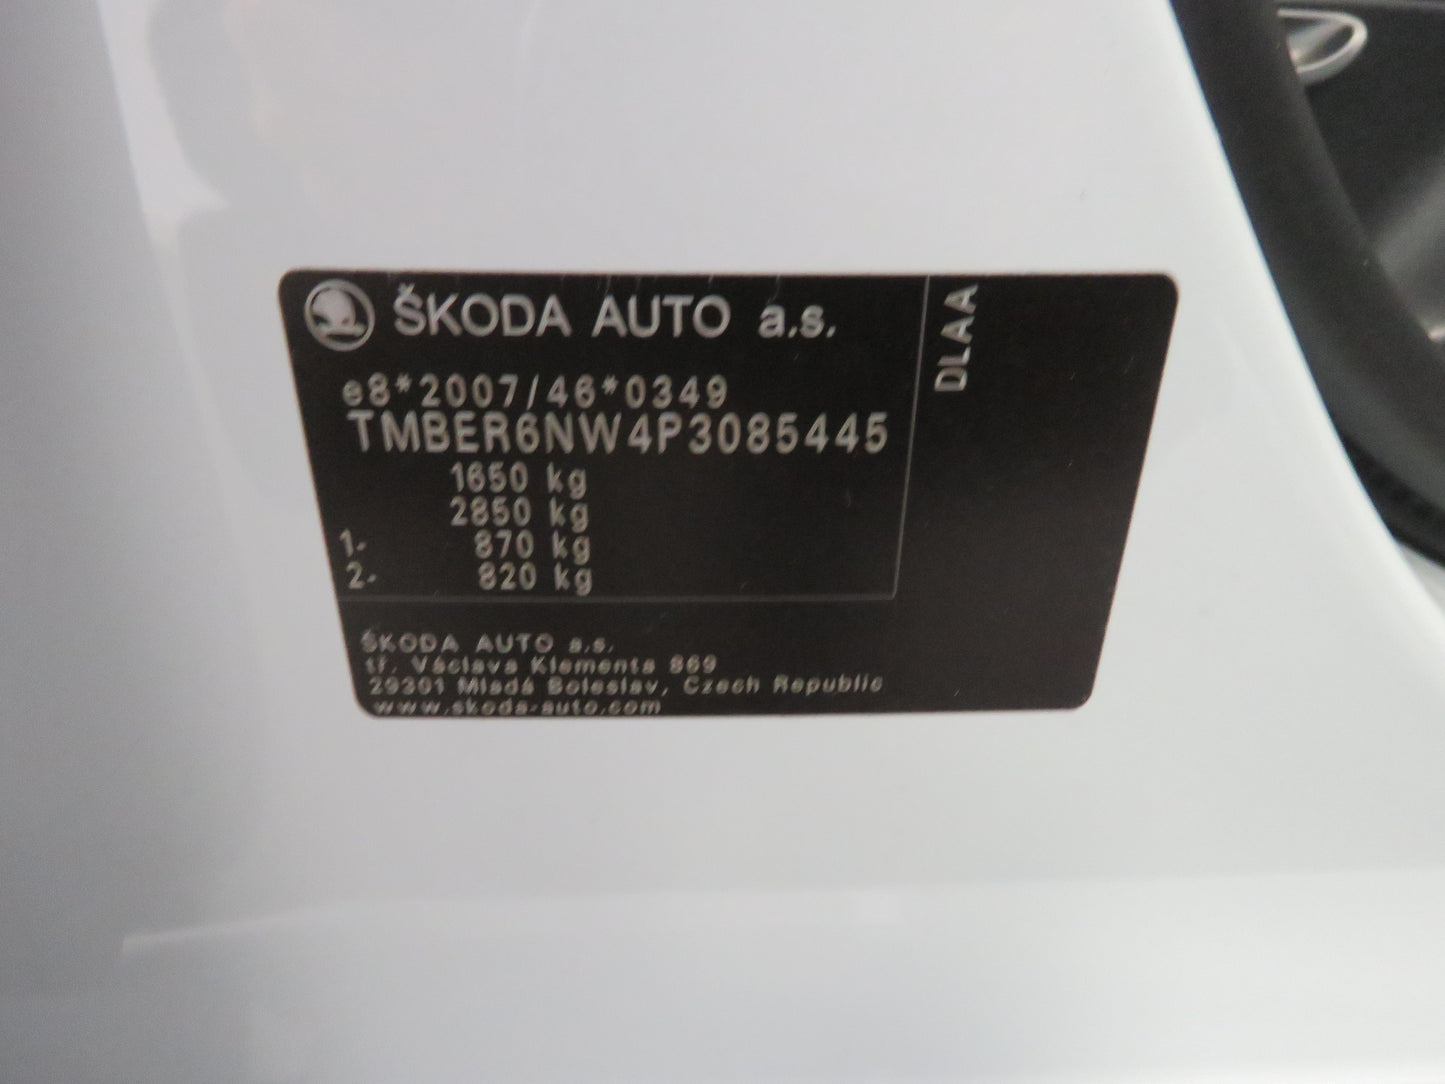 ŠKODA AUTO a.s.
DLAA
e8*2007/46*0349
TMBER6NW4P3085445
1650 kg
2850 kg
1- 870 kg
2- 820 kg
ŠKODA AUTO a.s.
tř. Václava Klementa 869
29301 Mladá Boleslav, Czech Republic
www.skoda-auto.com